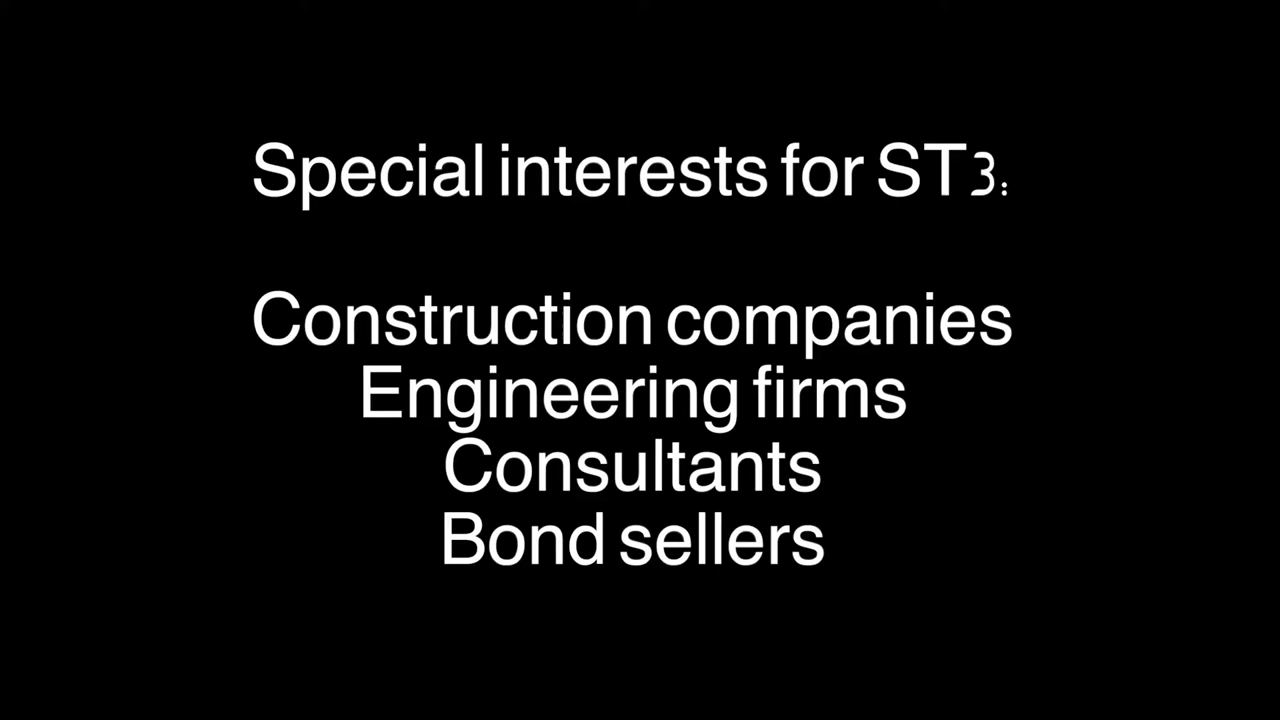 Special interests for ST3:
Construction companies
Engineering firms
Consultants
Bond sellers